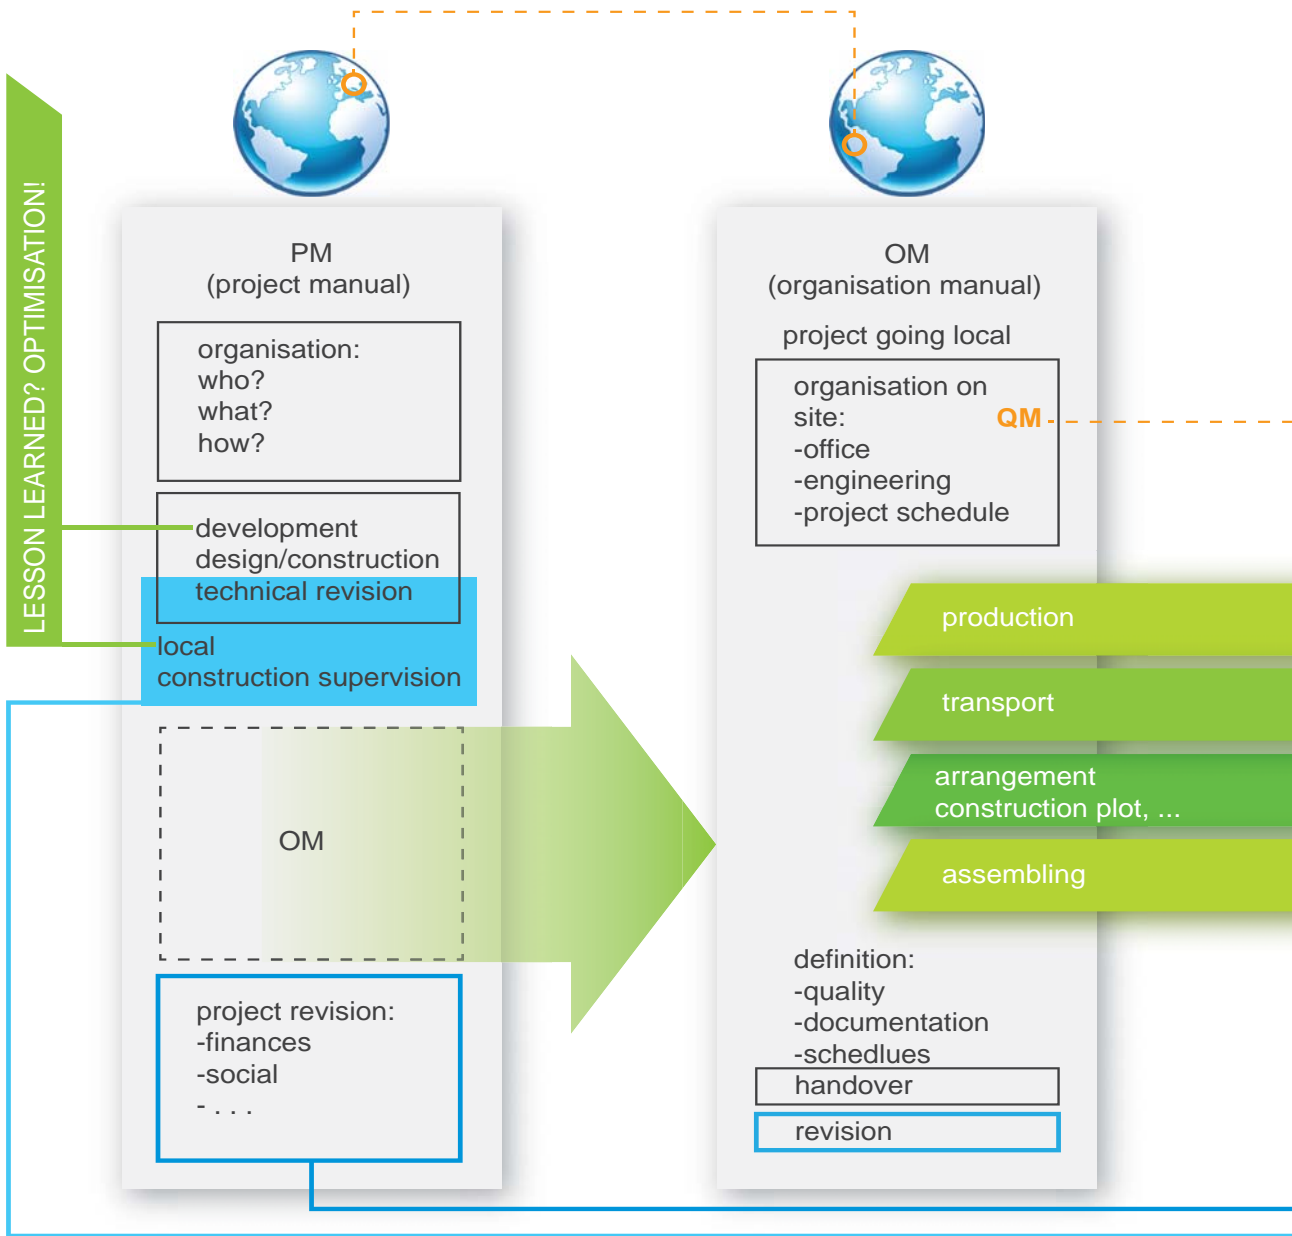 LESSON LEARNED? OPTIMISATION!
PM
(project manual)
organisation:
who?
what?
how?
development
design/construction
technical revision
local
construction supervision
OM
project revision:
-finances
-social
- . . .
OM
(organisation manual)
project going local
organisation on
site:
QM
-office
-engineering
-project schedule
production
transport
arrangement
construction plot, ...
assembling
definition:
-quality
-documentation
-schedlues
handover
revision